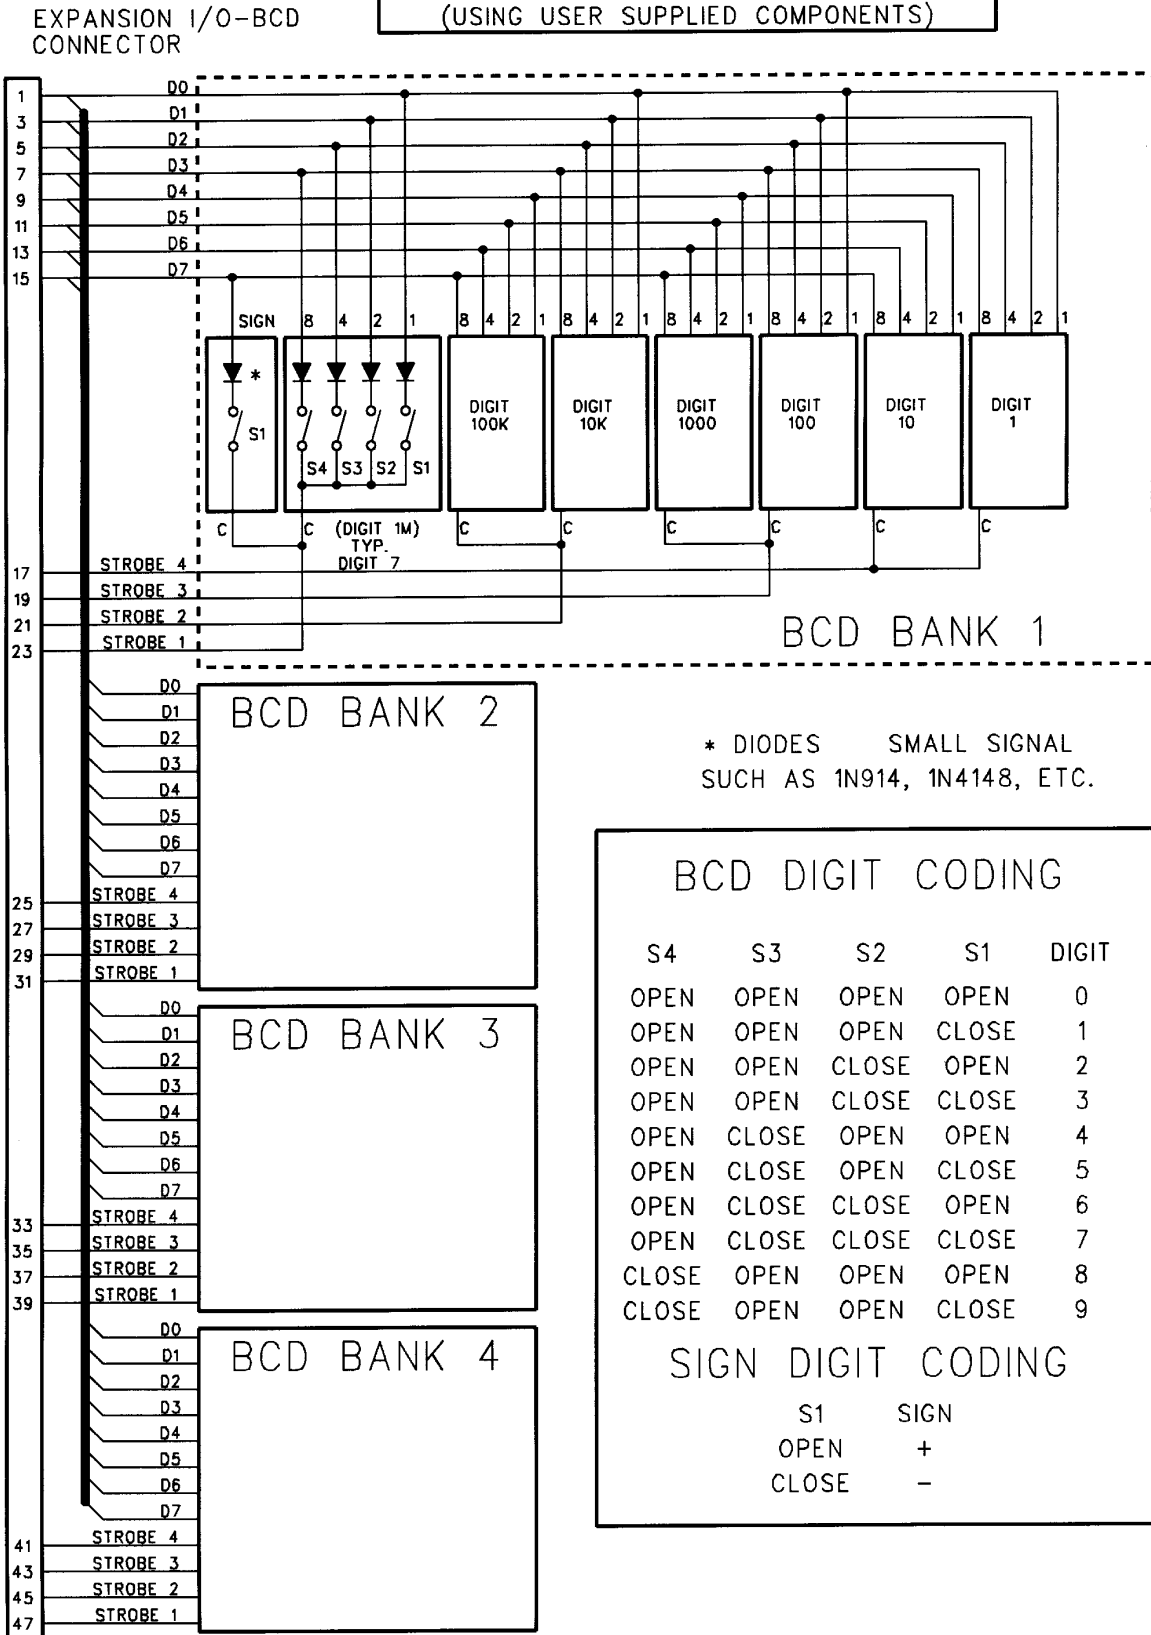 EXPANSION I/O-BCD
CONNECTOR
(USING USER SUPPLIED COMPONENTS)
1 D0
3 D1
5 D2
7 D3
9 D4
11 D5
13 D6
15 D7
SIGN 8 4 2 1 8 4 2 1 8 4 2 1 8 4 2 1 8 4 2 1 8 4 2 1 8 4 2 1
*
S1
S4 S3 S2 S1
DIGIT
100K
DIGIT
10K
DIGIT
1000
DIGIT
100
DIGIT
10
DIGIT
1
C C C C C C C C
(DIGIT 1M)
TYP.
DIGIT 7
17 STROBE 4
19 STROBE 3
21 STROBE 2
23 STROBE 1
BCD BANK 1
D0
D1
D2
D3
D4
D5
D6
D7
25 STROBE 4
27 STROBE 3
29 STROBE 2
31 STROBE 1
BCD BANK 2
* DIODES SMALL SIGNAL
SUCH AS 1N914, 1N4148, ETC.
D0
D1
D2
D3
D4
D5
D6
D7
33 STROBE 4
35 STROBE 3
37 STROBE 2
39 STROBE 1
BCD BANK 3
D0
D1
D2
D3
D4
D5
D6
D7
41 STROBE 4
43 STROBE 3
45 STROBE 2
47 STROBE 1
BCD BANK 4
BCD DIGIT CODING
S4 S3 S2 S1 DIGIT
OPEN OPEN OPEN OPEN 0
OPEN OPEN OPEN CLOSE 1
OPEN OPEN CLOSE OPEN 2
OPEN OPEN CLOSE CLOSE 3
OPEN CLOSE OPEN OPEN 4
OPEN CLOSE OPEN CLOSE 5
OPEN CLOSE CLOSE OPEN 6
OPEN CLOSE CLOSE CLOSE 7
CLOSE OPEN OPEN OPEN 8
CLOSE OPEN OPEN CLOSE 9
SIGN DIGIT CODING
S1 SIGN
OPEN +
CLOSE -